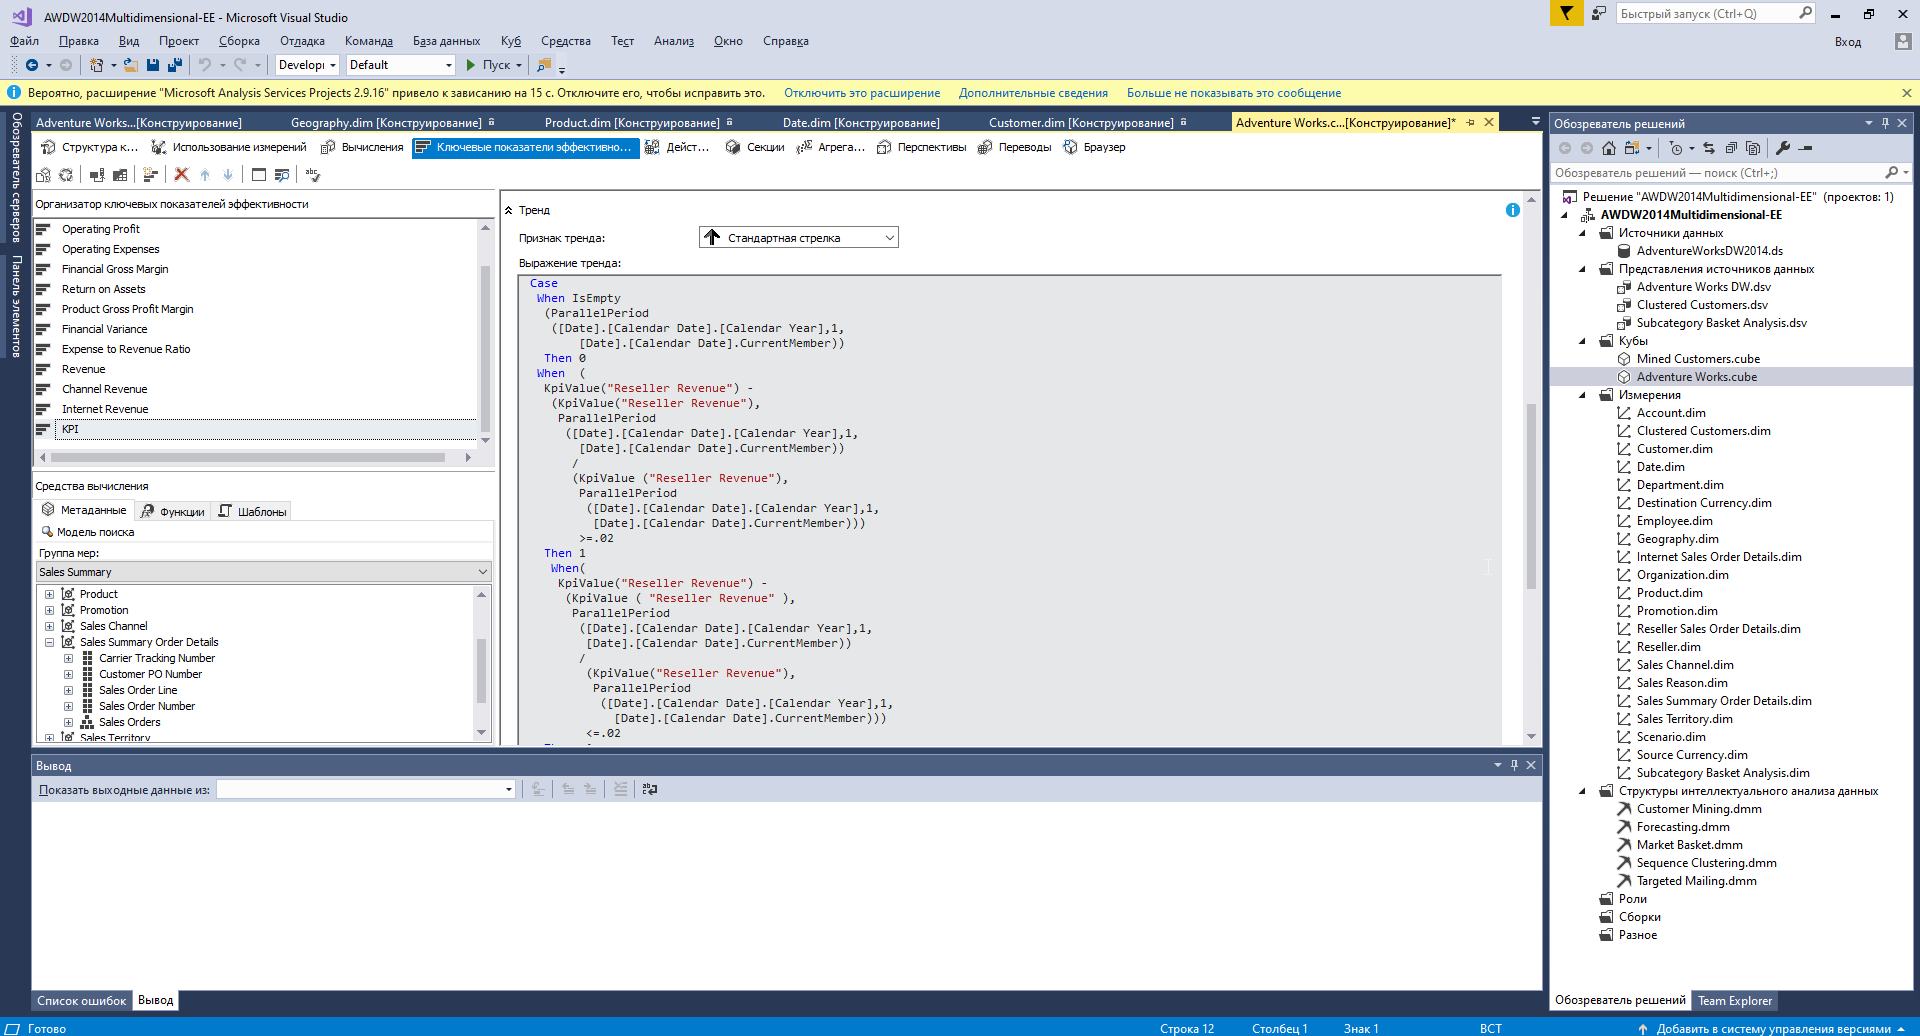 AWDW2014Multidimensional-EE - Microsoft Visual Studio
Быстрый запуск (Ctrl+Q)
Файл Правка Вид Проект Сборка Отладка Команда База данных Куб Средства Тест Анализ Окно Справка
Вход
Develop Default Пуск
Вероятно, расширение "Microsoft Analysis Services Projects 2.9.16" привело к зависанию на 15 с. Отключите его, чтобы исправить это. Отключить это расширение Дополнительные сведения Больше не показывать это сообщение
Обозреватель серверов
Панель элементов
Adventure Works...[Конструирование] Geography.dim [Конструирование] Product.dim [Конструирование] Date.dim [Конструирование] Customer.dim [Конструирование] Adventure Works.c...[Конструирование]*
Структура к... Использование измерений Вычисления Ключевые показатели эффективно... Дейст... Секции Агрега... Перспективы Переводы Браузер
Организатор ключевых показателей эффективности
Operating Profit
Operating Expenses
Financial Gross Margin
Return on Assets
Product Gross Profit Margin
Financial Variance
Expense to Revenue Ratio
Revenue
Channel Revenue
Internet Revenue
KPI
Средства вычисления
Метаданные Функции Шаблоны
Модель поиска
Группа мер:
Sales Summary
Product
Promotion
Sales Channel
Sales Summary Order Details
Carrier Tracking Number
Customer PO Number
Sales Order Line
Sales Order Number
Sales Orders
Sales Territory
Тренд
Признак тренда: Стандартная стрелка
Выражение тренда:
Case
When IsEmpty
(ParallelPeriod
([Date].[Calendar Date].[Calendar Year],1,
[Date].[Calendar Date].CurrentMember))
Then 0
When (
KpiValue("Reseller Revenue") -
(KpiValue("Reseller Revenue"),
ParallelPeriod
([Date].[Calendar Date].[Calendar Year],1,
[Date].[Calendar Date].CurrentMember))
/
(KpiValue ("Reseller Revenue"),
ParallelPeriod
([Date].[Calendar Date].[Calendar Year],1,
[Date].[Calendar Date].CurrentMember)))
>=.02
Then 1
When(
KpiValue("Reseller Revenue") -
(KpiValue ( "Reseller Revenue" ),
ParallelPeriod
([Date].[Calendar Date].[Calendar Year],1,
[Date].[Calendar Date].CurrentMember))
/
(KpiValue("Reseller Revenue"),
ParallelPeriod
([Date].[Calendar Date].[Calendar Year],1,
[Date].[Calendar Date].CurrentMember)))
<=.02
Вывод
Показать выходные данные из:
Список ошибок Вывод
Обозреватель решений
Обозреватель решений — поиск (Ctrl+;)
Решение "AWDW2014Multidimensional-EE" (проектов: 1)
AWDW2014Multidimensional-EE
Источники данных
AdventureWorksDW2014.ds
Представления источников данных
Adventure Works DW.dsv
Clustered Customers.dsv
Subcategory Basket Analysis.dsv
Кубы
Mined Customers.cube
Adventure Works.cube
Измерения
Account.dim
Clustered Customers.dim
Customer.dim
Date.dim
Department.dim
Destination Currency.dim
Employee.dim
Geography.dim
Internet Sales Order Details.dim
Organization.dim
Product.dim
Promotion.dim
Reseller Sales Order Details.dim
Reseller.dim
Sales Channel.dim
Sales Reason.dim
Sales Summary Order Details.dim
Sales Territory.dim
Scenario.dim
Source Currency.dim
Subcategory Basket Analysis.dim
Структуры интеллектуального анализа данных
Customer Mining.dmm
Forecasting.dmm
Market Basket.dmm
Sequence Clustering.dmm
Targeted Mailing.dmm
Роли
Сборки
Разное
Обозреватель решений Team Explorer
Готово Строка 12 Столбец 1 Знак 1 ВСТ Добавить в систему управления версиями